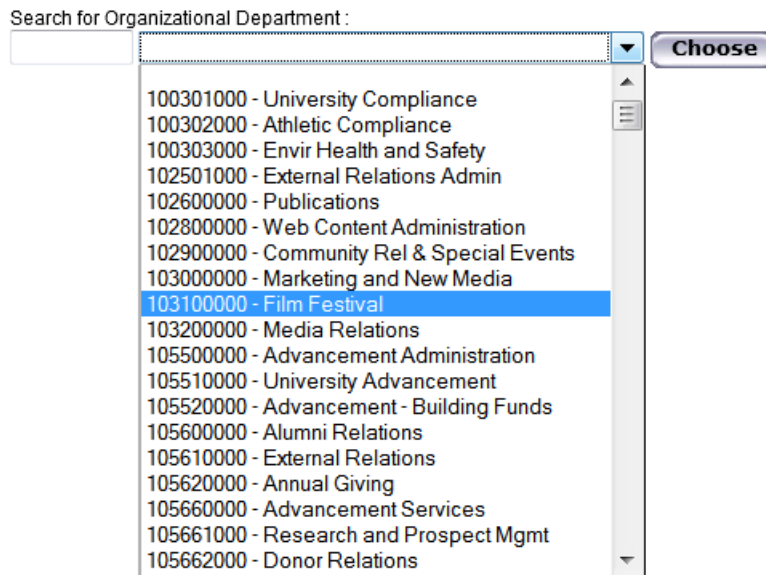 Search for Organizational Department :
Choose
100301000 - University Compliance
100302000 - Athletic Compliance
100303000 - Envir Health and Safety
102501000 - External Relations Admin
102600000 - Publications
102800000 - Web Content Administration
102900000 - Community Rel & Special Events
103000000 - Marketing and New Media
103100000 - Film Festival
103200000 - Media Relations
105500000 - Advancement Administration
105510000 - University Advancement
105520000 - Advancement - Building Funds
105600000 - Alumni Relations
105610000 - External Relations
105620000 - Annual Giving
105660000 - Advancement Services
105661000 - Research and Prospect Mgmt
105662000 - Donor Relations